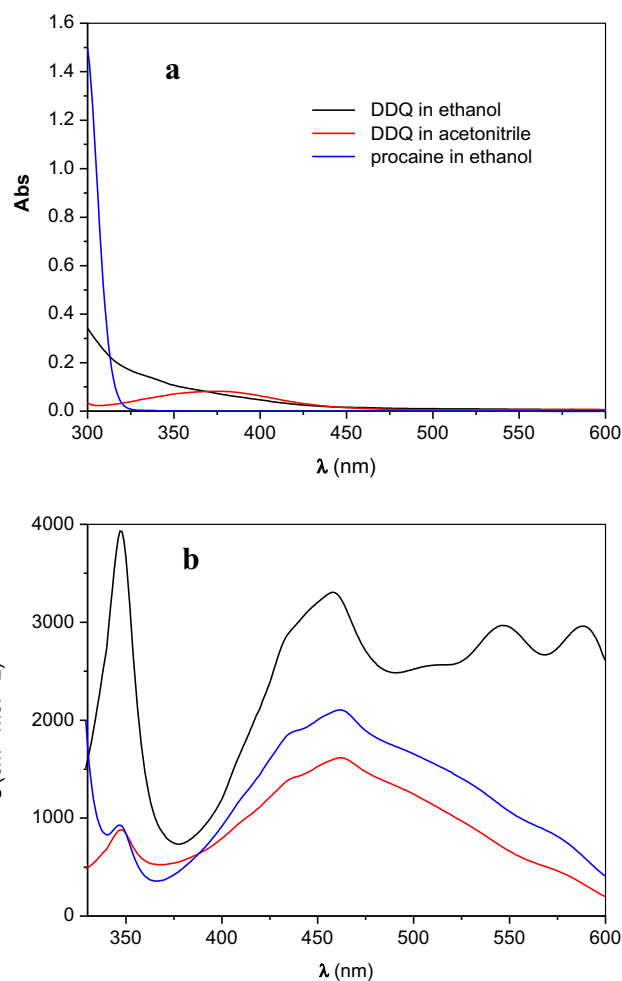 1.6
a
1.4
DDQ in ethanol
1.2
DDQ in acetonitrile
procaine in ethanol
1.0
Abs
0.8
0.6
0.4
0.2
0.0
300 350 400 450 500 550 600
λ (nm)
4000
b
3000
2000
1000
0
350 400 450 500 550 600
λ (nm)